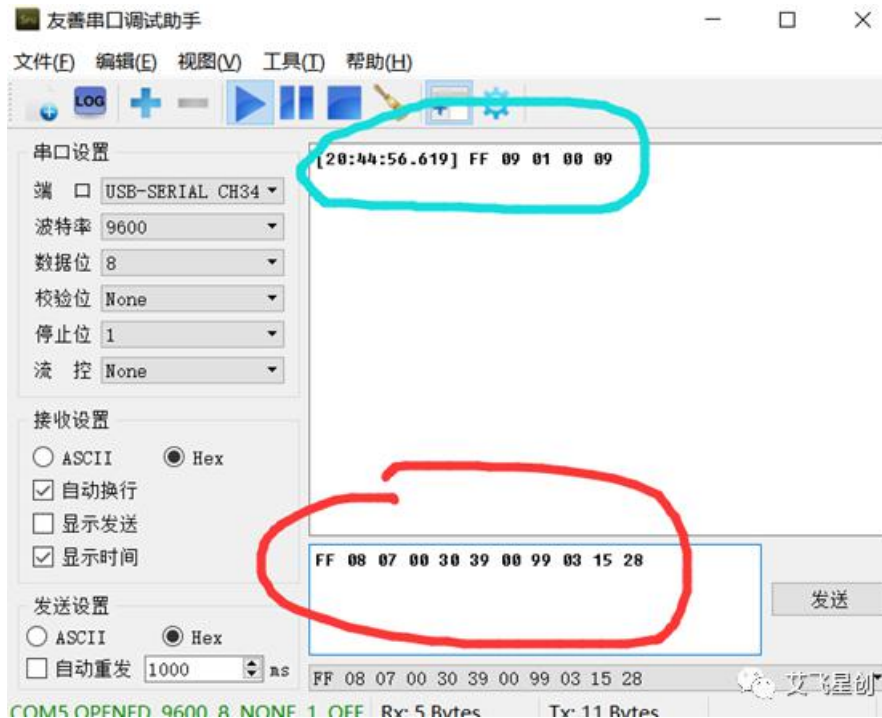 友善串口调试助手
文件(F) 编辑(E) 视图(V) 工具(T) 帮助(H)
LOG
串口设置
端 口 USB-SERIAL CH34
波特率 9600
数据位 8
校验位 None
停止位 1
流 控 None
[20:44:56.619] FF 09 01 00 09
接收设置
ASCII Hex
自动换行
显示发送
显示时间
FF 08 07 00 30 39 00 99 03 15 28
发送
发送设置
ASCII Hex
自动重发 1000 ms
FF 08 07 00 30 39 00 99 03 15 28
艾飞星创
COM5 OPENED, 9600, 8, NONE, 1, OFF Rx: 5 Bytes Tx: 11 Bytes